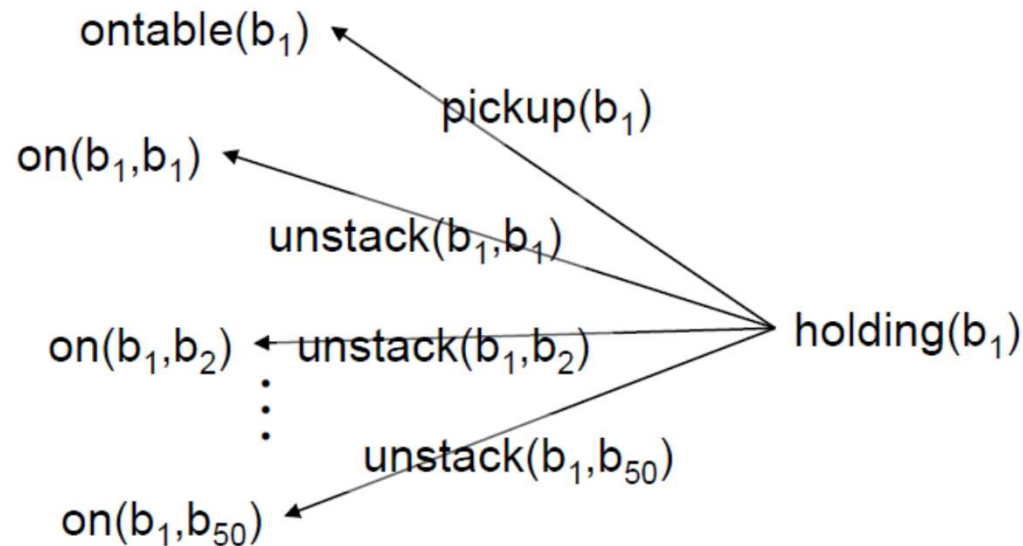 ontable(b₁)
pickup(b₁)
on(b₁,b₁)
unstack(b₁,b₁)
holding(b₁)
on(b₁,b₂)
unstack(b₁,b₂)
unstack(b₁,b₅₀)
on(b₁,b₅₀)